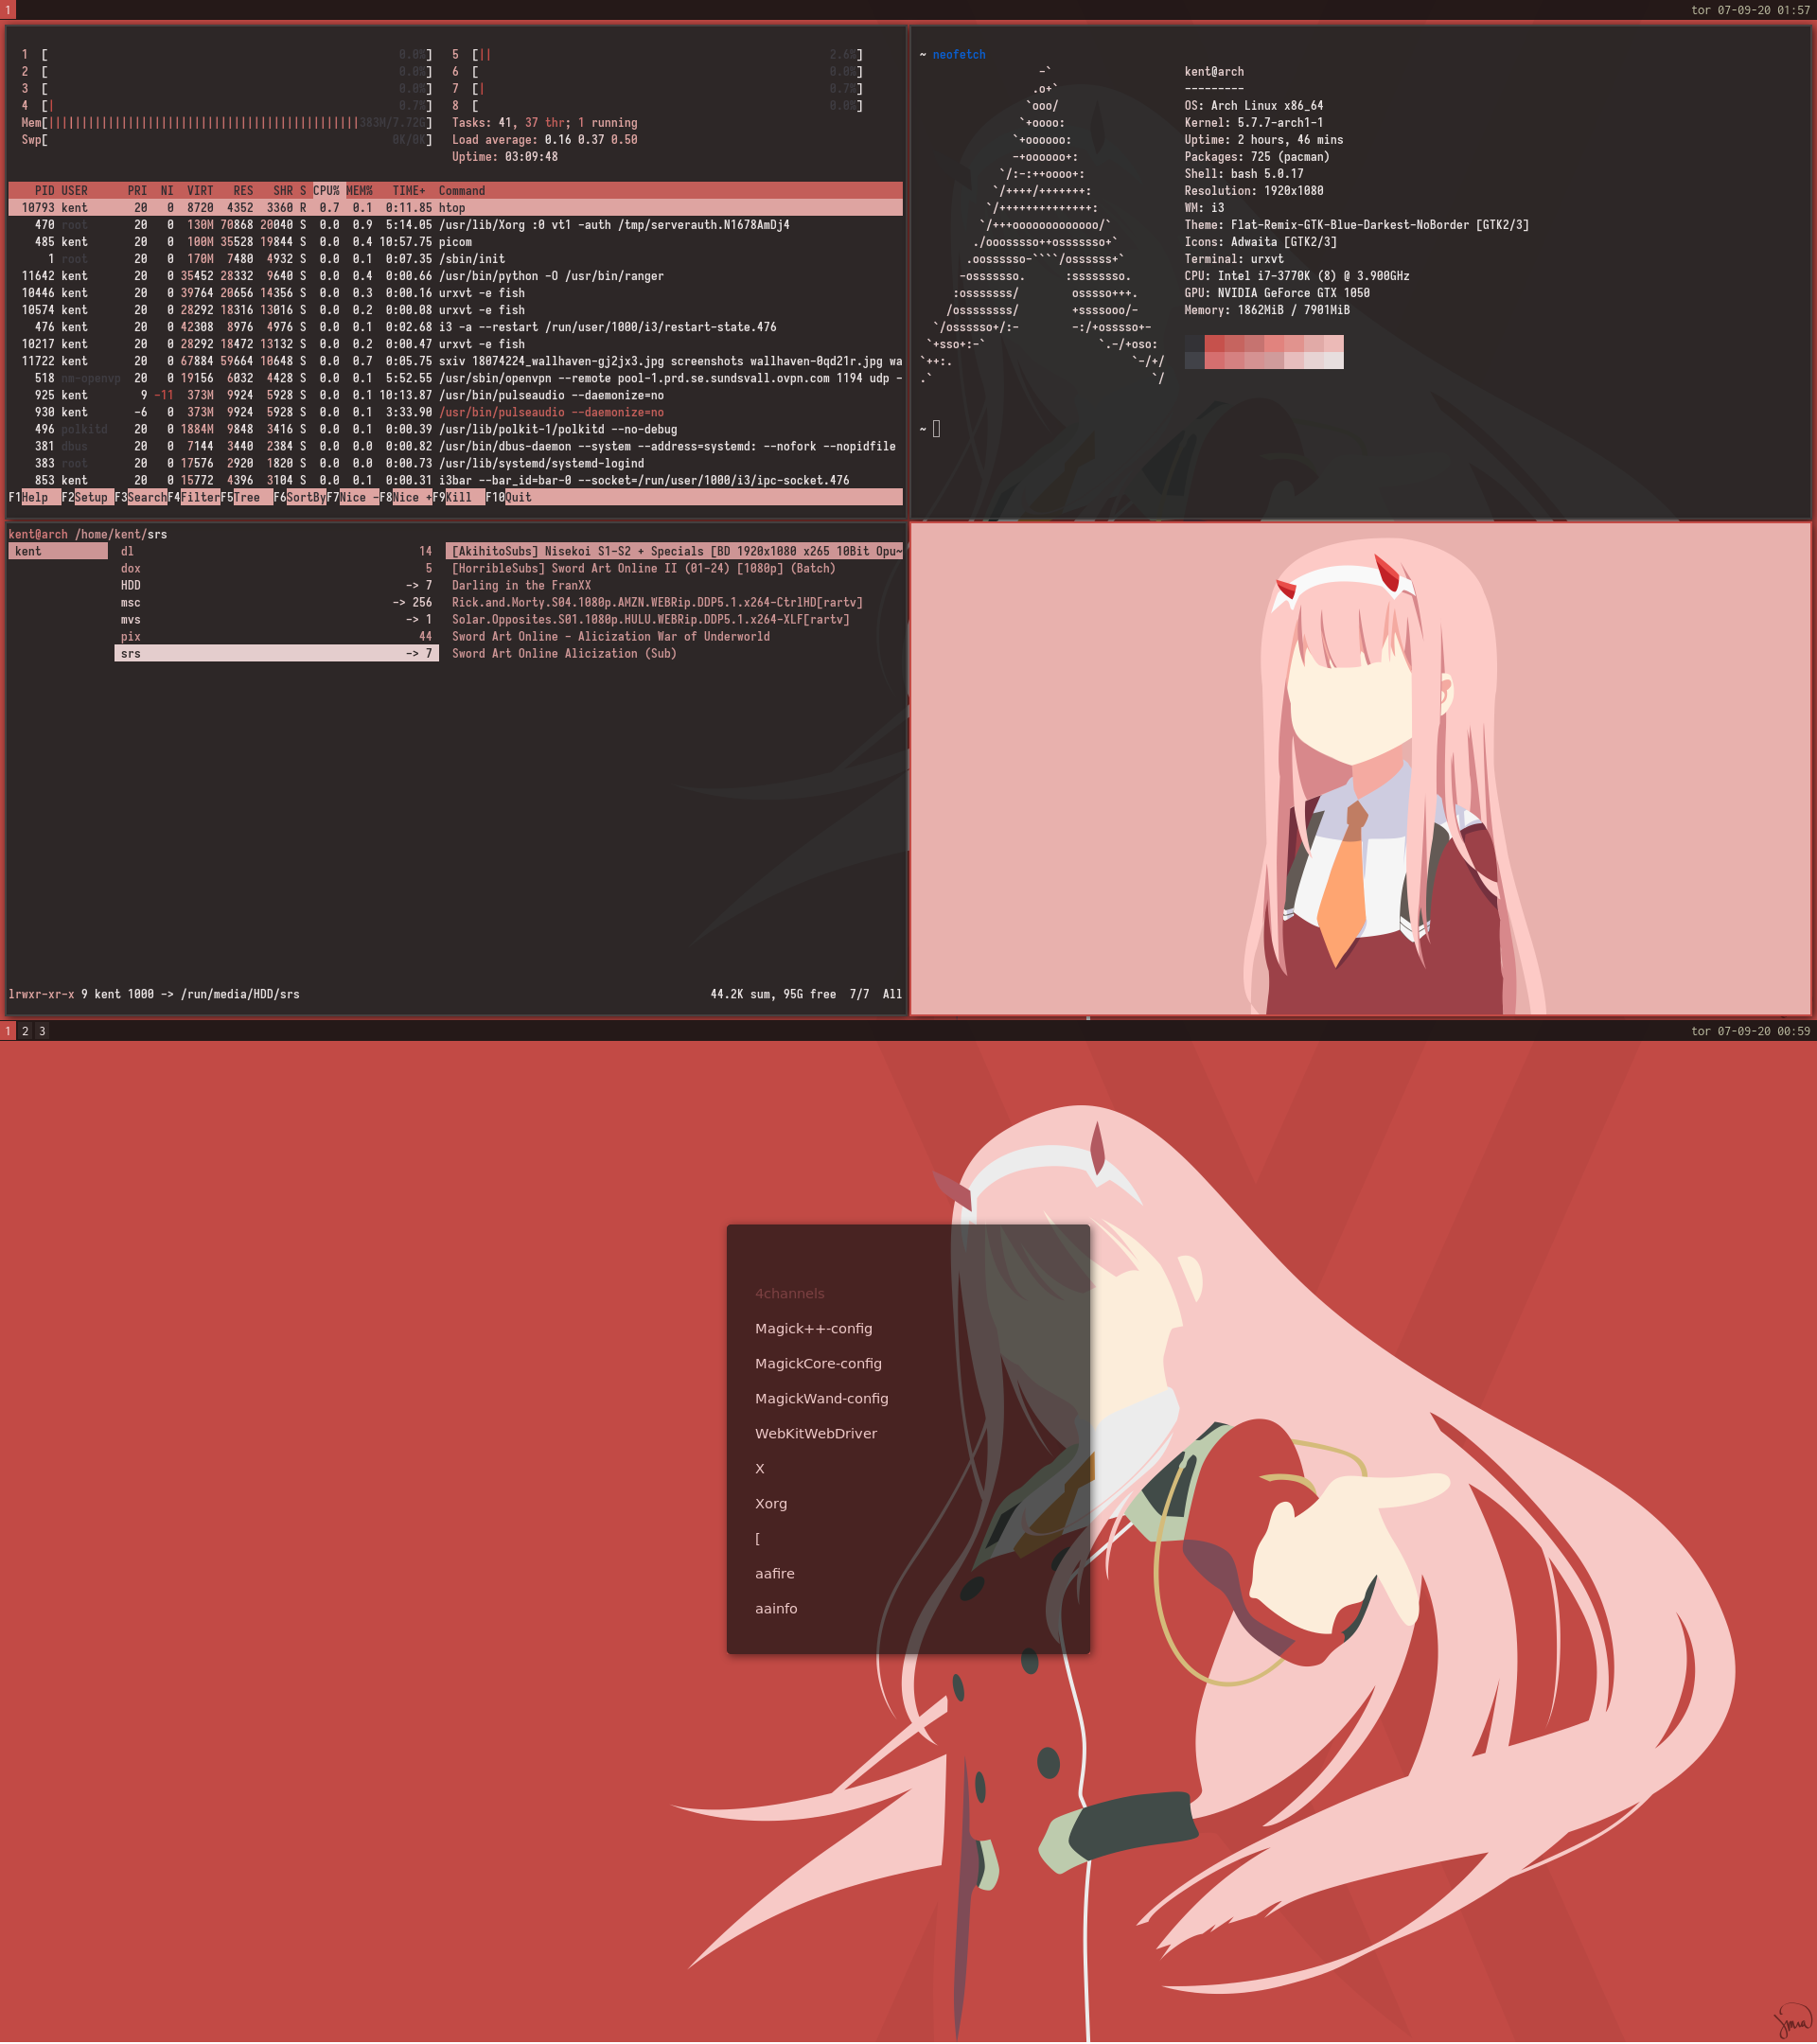 1
tor 07-09-20 01:57
1 [ 0.0%] 5 [|| 2.6%]
2 [ 0.0%] 6 [ 0.0%]
3 [ 0.0%] 7 [| 0.7%]
4 [| 0.7%] 8 [ 0.0%]
Mem[|||||||||||||||||||||||||||||||||||||||||||||||383M/7.72G] Tasks: 41, 37 thr; 1 running
Swp[ 0K/0K] Load average: 0.16 0.37 0.50
Uptime: 03:09:48
PID USER PRI NI VIRT RES SHR S CPU% MEM% TIME+ Command
10793 kent 20 0 8720 4352 3360 R 0.7 0.1 0:11.85 htop
470 root 20 0 130M 70868 20040 S 0.0 0.9 5:14.05 /usr/lib/Xorg :0 vt1 -auth /tmp/serverauth.N1678AmDj4
485 kent 20 0 100M 35528 19844 S 0.0 0.4 10:57.75 picom
1 root 20 0 170M 7480 4932 S 0.0 0.1 0:07.35 /sbin/init
11642 kent 20 0 35452 28332 9640 S 0.0 0.4 0:00.66 /usr/bin/python -O /usr/bin/ranger
10446 kent 20 0 39764 20656 14356 S 0.0 0.3 0:00.16 urxvt -e fish
10574 kent 20 0 28292 18316 13016 S 0.0 0.2 0:00.08 urxvt -e fish
476 kent 20 0 42308 8976 4976 S 0.0 0.1 0:02.68 i3 -a --restart /run/user/1000/i3/restart-state.476
10217 kent 20 0 28292 18472 13132 S 0.0 0.2 0:00.47 urxvt -e fish
11722 kent 20 0 67884 59664 10648 S 0.0 0.7 0:05.75 sxiv 18074224_wallhaven-gj2jx3.jpg screenshots wallhaven-0qd21r.jpg wa
518 nm-openvp 20 0 19156 6032 4428 S 0.0 0.1 5:52.55 /usr/sbin/openvpn --remote pool-1.prd.se.sundsvall.ovpn.com 1194 udp -
925 kent 9 -11 373M 9924 5928 S 0.0 0.1 10:13.87 /usr/bin/pulseaudio --daemonize=no
930 kent -6 0 373M 9924 5928 S 0.0 0.1 3:33.90 /usr/bin/pulseaudio --daemonize=no
496 polkitd 20 0 1884M 9848 3416 S 0.0 0.1 0:00.39 /usr/lib/polkit-1/polkitd --no-debug
381 dbus 20 0 7144 3440 2384 S 0.0 0.0 0:00.82 /usr/bin/dbus-daemon --system --address=systemd: --nofork --nopidfile
383 root 20 0 17576 2920 1820 S 0.0 0.0 0:00.73 /usr/lib/systemd/systemd-logind
853 kent 20 0 15772 4396 3104 S 0.0 0.1 0:00.31 i3bar --bar_id=bar-0 --socket=/run/user/1000/i3/ipc-socket.476
F1Help F2Setup F3SearchF4FilterF5Tree F6SortByF7Nice -F8Nice +F9Kill F10Quit
~ neofetch
-`
.o+`
`ooo/
`+oooo:
`+oooooo:
-+oooooo+:
`/:-:++oooo+:
`/++++/+++++++:
`/++++++++++++++:
`/+++ooooooooooooo/`
./ooosssso++osssssso+`
.oossssso-````/ossssss+`
-osssssso. :ssssssso.
:osssssss/ osssso+++.
/ossssssss/ +ssssooo/-
`/ossssso+/:- -:/+osssso+-
`+sso+:-` `.-/+oso:
`++:. `-/+/
.` `/
kent@arch
---------
OS: Arch Linux x86_64
Kernel: 5.7.7-arch1-1
Uptime: 2 hours, 46 mins
Packages: 725 (pacman)
Shell: bash 5.0.17
Resolution: 1920x1080
WM: i3
Theme: Flat-Remix-GTK-Blue-Darkest-NoBorder [GTK2/3]
Icons: Adwaita [GTK2/3]
Terminal: urxvt
CPU: Intel i7-3770K (8) @ 3.900GHz
GPU: NVIDIA GeForce GTX 1050
Memory: 1862MiB / 7901MiB
~
kent@arch /home/kent/srs
kent dl 14 [AkihitoSubs] Nisekoi S1-S2 + Specials [BD 1920x1080 x265 10Bit Opu~
dox 5 [HorribleSubs] Sword Art Online II (01-24) [1080p] (Batch)
HDD -> 7 Darling in the FranXX
msc -> 256 Rick.and.Morty.S04.1080p.AMZN.WEBRip.DDP5.1.x264-CtrlHD[rartv]
mvs -> 1 Solar.Opposites.S01.1080p.HULU.WEBRip.DDP5.1.x264-XLF[rartv]
pix 44 Sword Art Online - Alicization War of Underworld
srs -> 7 Sword Art Online Alicization (Sub)
lrwxr-xr-x 9 kent 1000 -> /run/media/HDD/srs 44.2K sum, 95G free 7/7 All
1 2 3
tor 07-09-20 00:59
4channels
Magick++-config
MagickCore-config
MagickWand-config
WebKitWebDriver
X
Xorg
[
aafire
aainfo